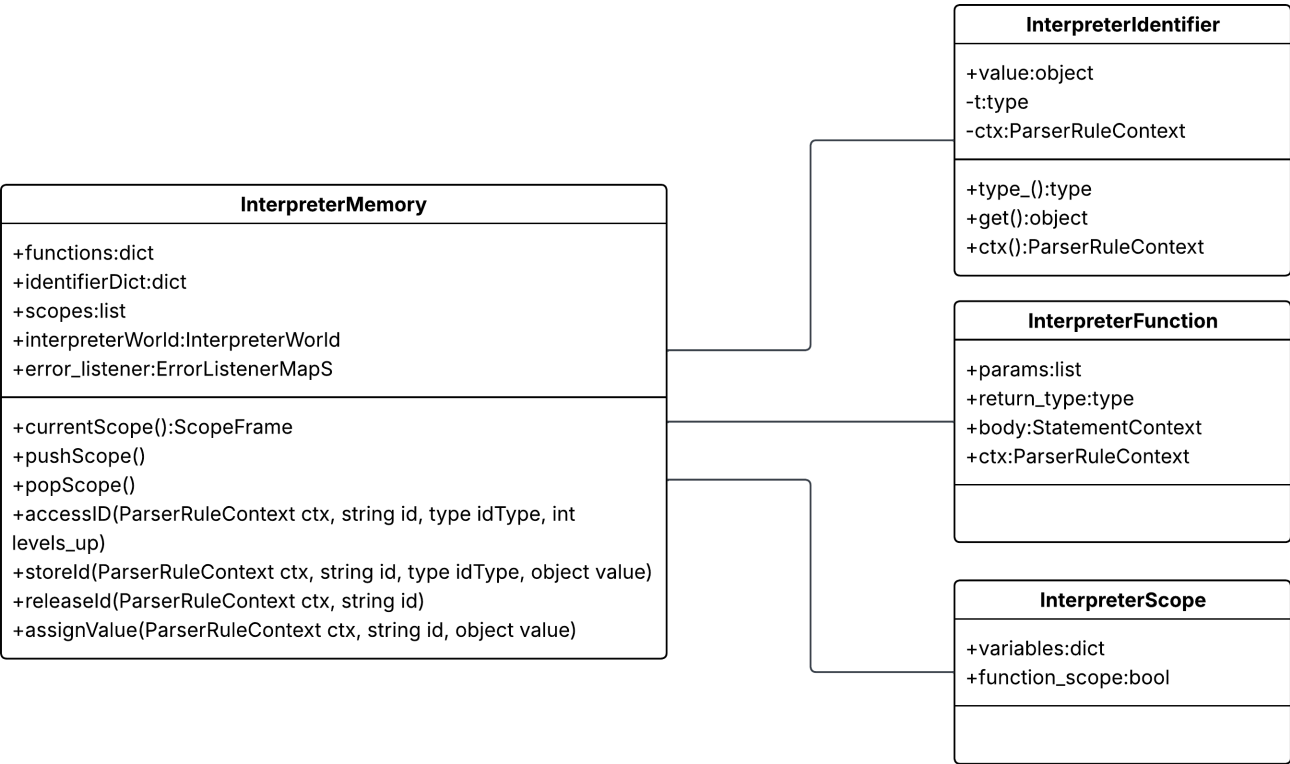 InterpreterIdentifier
+value:object
-t:type
-ctx:ParserRuleContext
+type_():type
+get():object
+ctx():ParserRuleContext
InterpreterMemory
+functions:dict
+identifierDict:dict
+scopes:list
+interpreterWorld:InterpreterWorld
+error_listener:ErrorListenerMapS
+currentScope():ScopeFrame
+pushScope()
+popScope()
+accessID(ParserRuleContext ctx, string id, type idType, int
levels_up)
+storeId(ParserRuleContext ctx, string id, type idType, object value)
+releaseId(ParserRuleContext ctx, string id)
+assignValue(ParserRuleContext ctx, string id, object value)
InterpreterFunction
+params:list
+return_type:type
+body:StatementContext
+ctx:ParserRuleContext
InterpreterScope
+variables:dict
+function_scope:bool